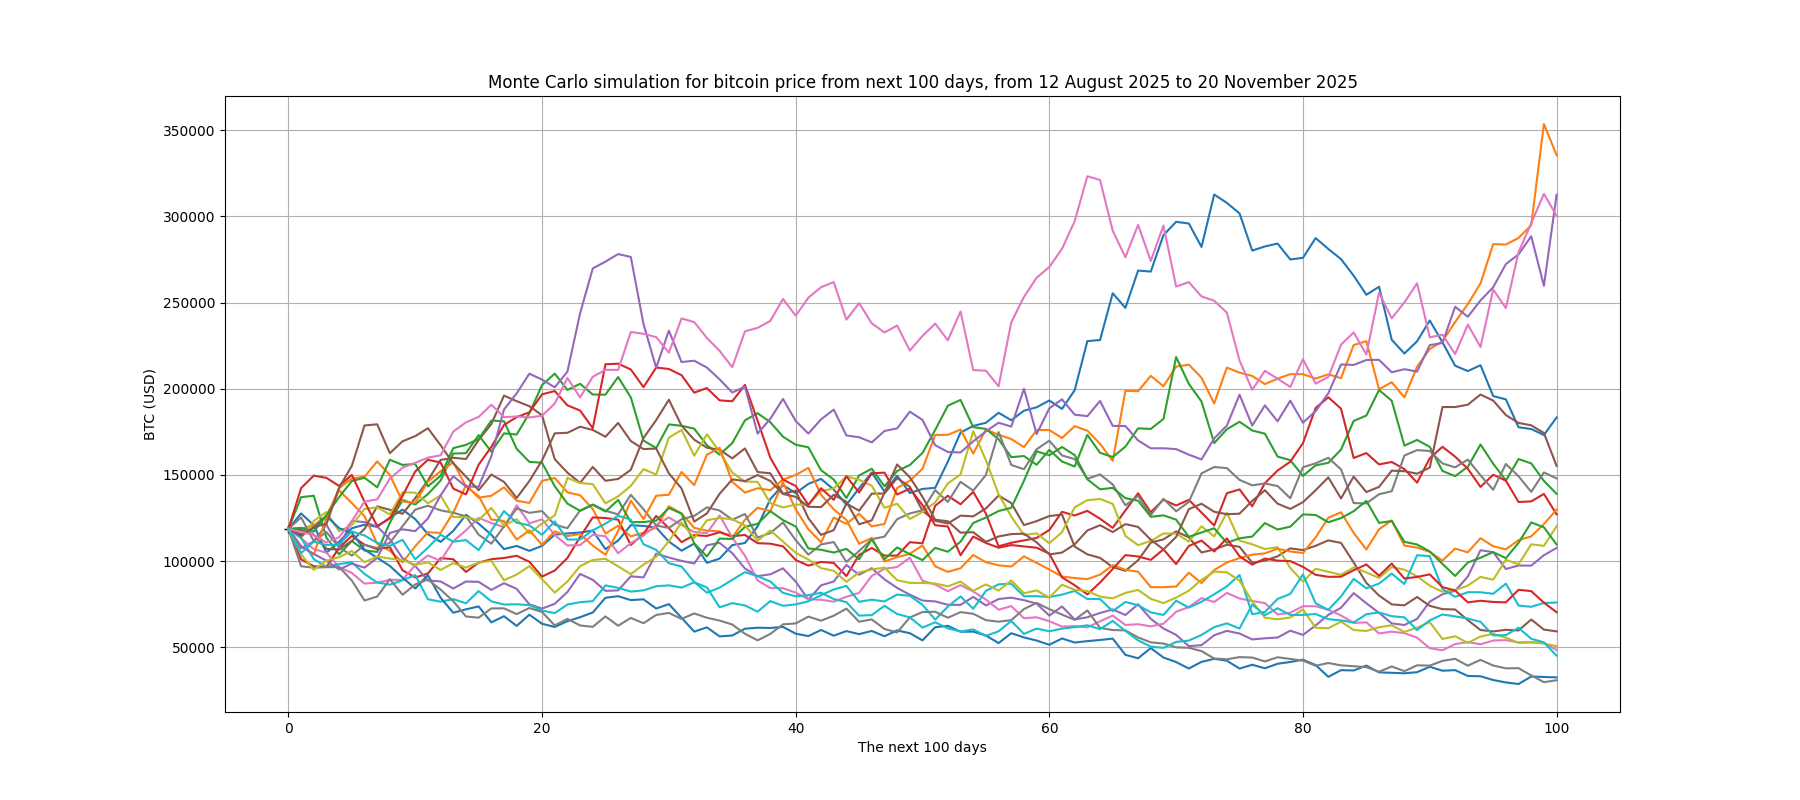 Monte Carlo simulation for bitcoin price from next 100 days, from 12 August 2025 to 20 November 2025
350000
300000
250000
200000
150000
100000
50000
BTC (USD)
0 20 40 60 80 100
The next 100 days